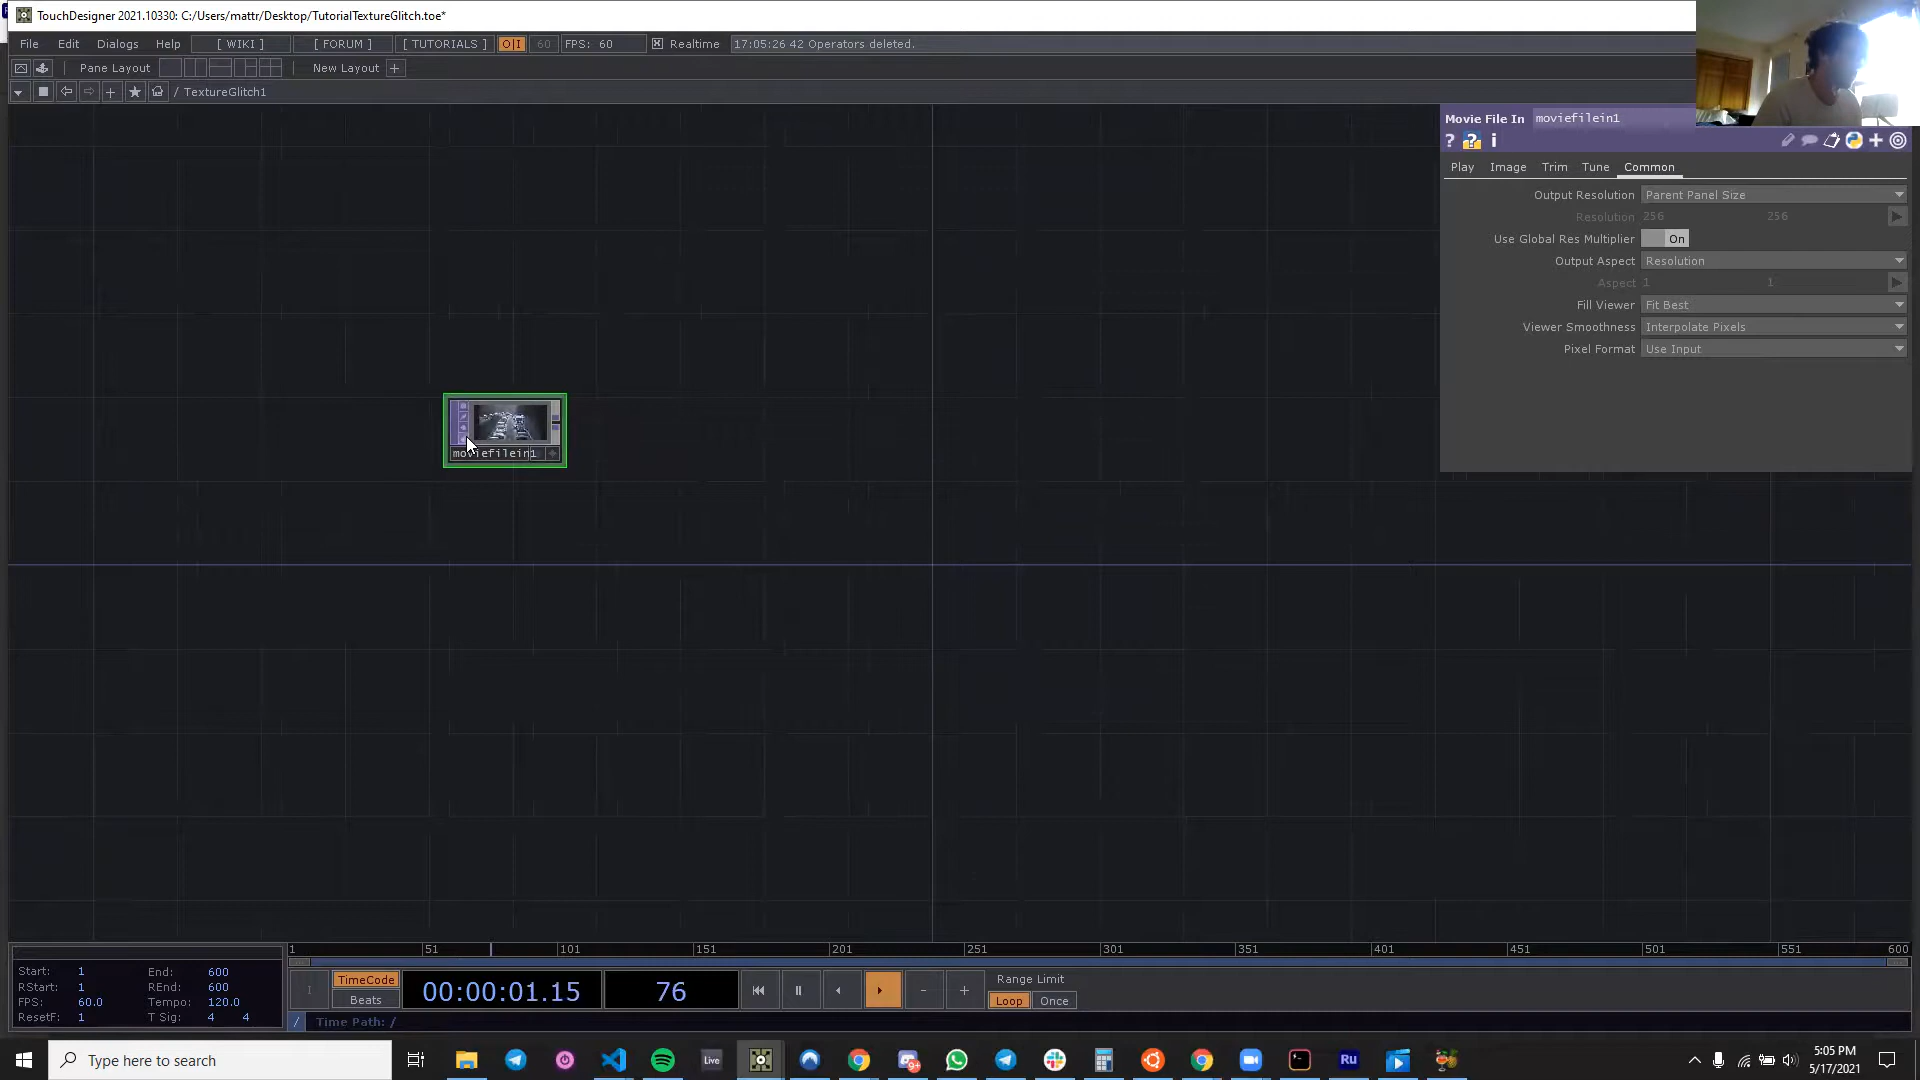 TouchDesigner 2021.10330: C:/Users/mattr/Desktop/TutorialTextureGlitch.toe*
File Edit Dialogs Help [ WIKI ] [ FORUM ] [ TUTORIALS ] O|I 60 FPS: 60 Realtime 17:05:26 42 Operators deleted.
Pane Layout New Layout +
/ TextureGlitch1
Movie File In moviefilein1
Play Image Trim Tune Common
Output Resolution Parent Panel Size
Resolution 256 256
Use Global Res Multiplier On
Output Aspect Resolution
Aspect 1 1
Fill Viewer Fit Best
Viewer Smoothness Interpolate Pixels
Pixel Format Use Input
moviefilein1
1 51 101 151 201 251 301 351 401 451 501 551 600
Start: 1 End: 600
RStart: 1 REnd: 600
FPS: 60.0 Tempo: 120.0
ResetF: 1 T Sig: 4 4
TimeCode
Beats
00:00:01.15 76
Range Limit
Loop Once
/ Time Path: /
Type here to search
Live
Ru
9+
5:05 PM
5/17/2021